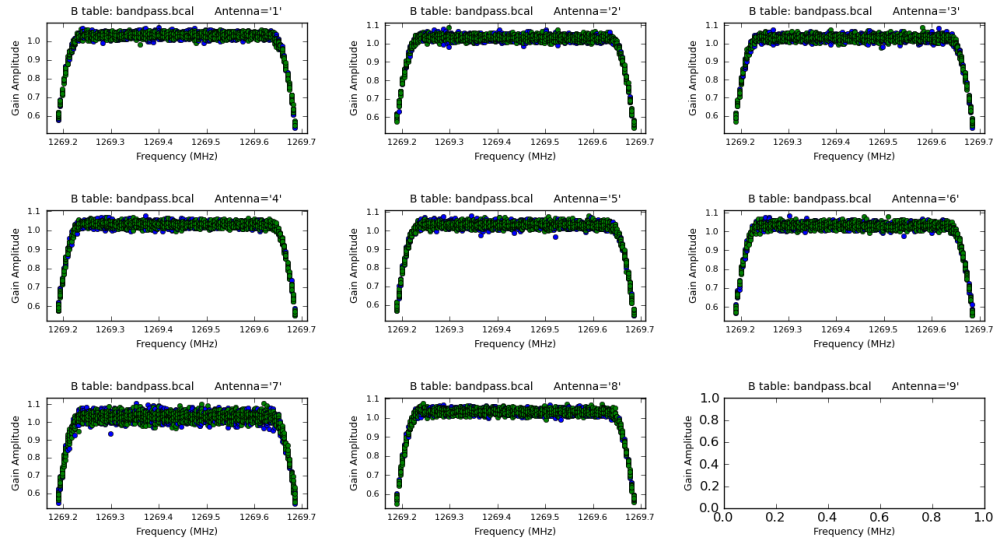 B table: bandpass.bcal Antenna='1'
1.0
0.9
0.8
0.7
0.6
Gain Amplitude
1269.2 1269.3 1269.4 1269.5 1269.6 1269.7
Frequency (MHz)
B table: bandpass.bcal Antenna='2'
1.1
1.0
0.9
0.8
0.7
0.6
Gain Amplitude
1269.2 1269.3 1269.4 1269.5 1269.6 1269.7
Frequency (MHz)
B table: bandpass.bcal Antenna='3'
1.1
1.0
0.9
0.8
0.7
0.6
Gain Amplitude
1269.2 1269.3 1269.4 1269.5 1269.6 1269.7
Frequency (MHz)
B table: bandpass.bcal Antenna='4'
1.1
1.0
0.9
0.8
0.7
0.6
Gain Amplitude
1269.2 1269.3 1269.4 1269.5 1269.6 1269.7
Frequency (MHz)
B table: bandpass.bcal Antenna='5'
1.1
1.0
0.9
0.8
0.7
0.6
Gain Amplitude
1269.2 1269.3 1269.4 1269.5 1269.6 1269.7
Frequency (MHz)
B table: bandpass.bcal Antenna='6'
1.1
1.0
0.9
0.8
0.7
0.6
Gain Amplitude
1269.2 1269.3 1269.4 1269.5 1269.6 1269.7
Frequency (MHz)
B table: bandpass.bcal Antenna='7'
1.1
1.0
0.9
0.8
0.7
0.6
Gain Amplitude
1269.2 1269.3 1269.4 1269.5 1269.6 1269.7
Frequency (MHz)
B table: bandpass.bcal Antenna='8'
1.1
1.0
0.9
0.8
0.7
0.6
Gain Amplitude
1269.2 1269.3 1269.4 1269.5 1269.6 1269.7
Frequency (MHz)
B table: bandpass.bcal Antenna='9'
1.0
0.8
0.6
0.4
0.2
0.0
Gain Amplitude
0.0 0.2 0.4 0.6 0.8 1.0
Frequency (MHz)